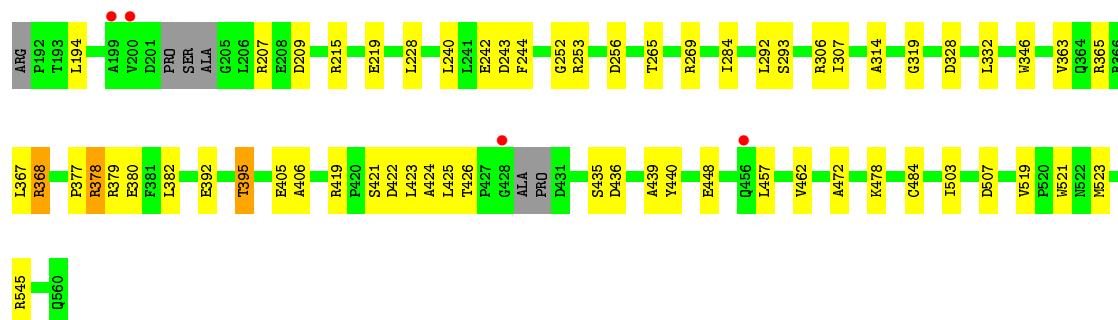 ARG P192 T193 L194 A199 V200 D201 PRO SER ALA G205 L206 R207 E208 D209 R215 E219 L228 L240 L241 E242 D243 F244 G252 R253 D256 T265 R269 I284 L292 S293 R306 I307 A314 G319 D328 L332 W346 V363 Q364 R365 R366
L367 R368 P377 R378 R379 E380 F381 L382 E392 T395 E405 A406 R419 P420 S421 D422 L423 A424 L425 T426 P427 G428 ALA PRO D431 S435 D436 A439 Y440 E448 Q456 L457 V462 A472 K478 C484 I503 D507 V519 P520 W521 N522 M523
R545 Q560